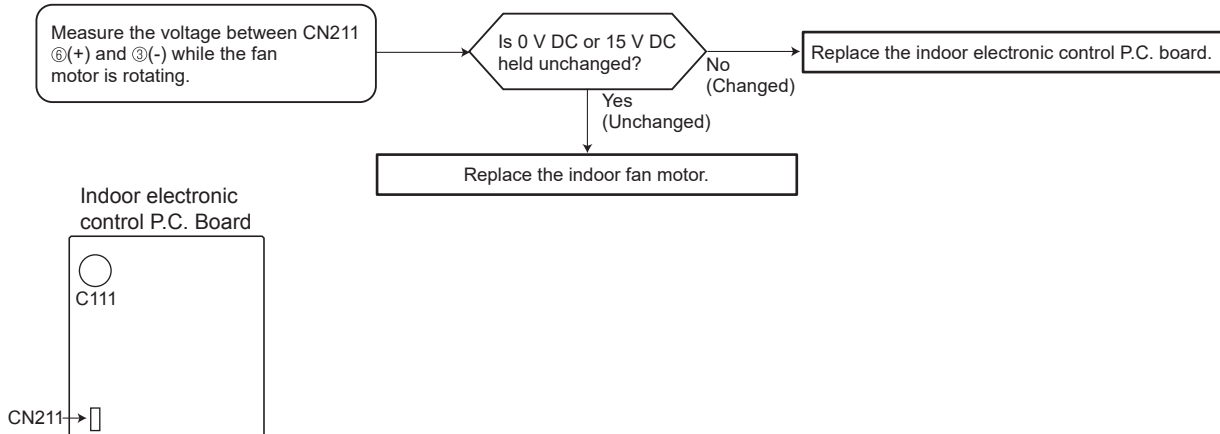 Measure the voltage between CN211
⑥(+) and ③(-) while the fan
motor is rotating.
Is 0 V DC or 15 V DC
held unchanged?
No
(Changed)
Replace the indoor electronic control P.C. board.
Yes
(Unchanged)
Replace the indoor fan motor.
Indoor electronic
control P.C. Board
C111
CN211